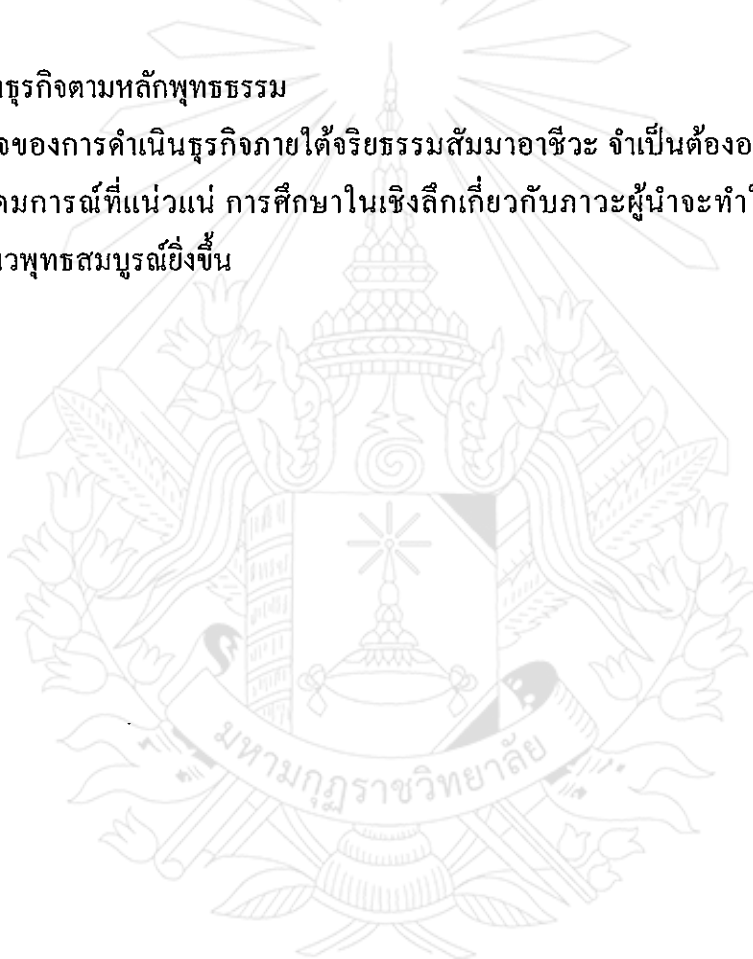 ธุรกิจตามหลักพุทธธรรม
ของการดำเนินธุรกิจภายใต้จริยธรรมสัมมาอาชีวะ จำเป็นต้อง
การณ์ที่แน่วแน่ การศึกษาในเชิงลึกเกี่ยวกับภาวะผู้นำจะทำ
พุทธสมบูรณ์ยิ่งขึ้น
มหามกุฏราชวิทยาลัย